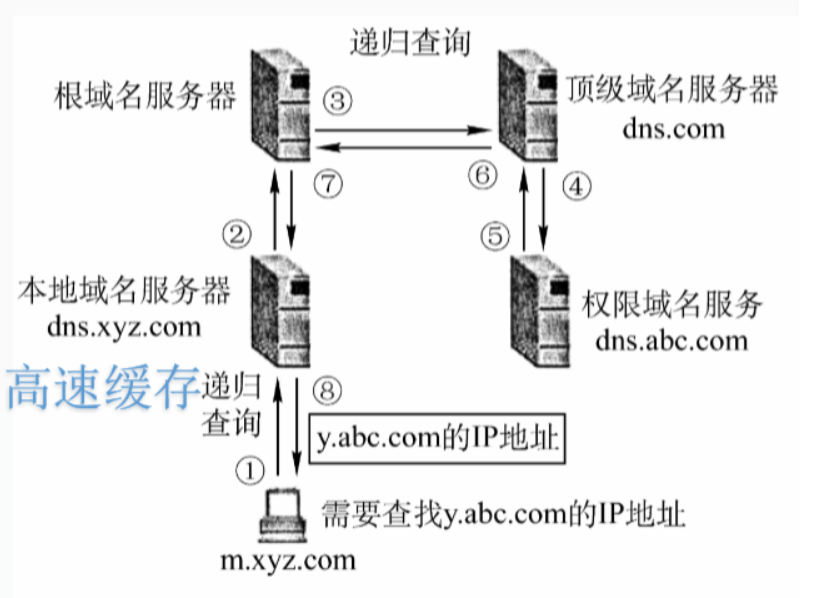 递归查询
根域名服务器
③
顶级域名服务器
dns.com
⑦
⑥
④
②
⑤
本地域名服务器
dns.xyz.com
权限域名服务
dns.abc.com
高速缓存
递归
查询
⑧
y.abc.com的IP地址
①
需要查找y.abc.com的IP地址
m.xyz.com